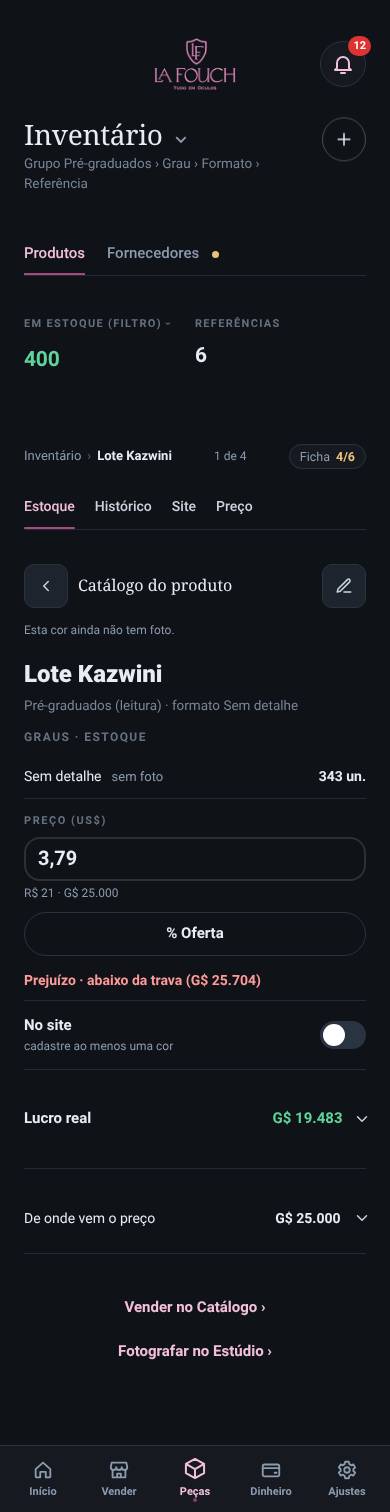 LA FOUCH
TUDO EM ÓCULOS
12
Inventário
Grupo Pré-graduados › Grau › Formato ›
Referência
Produtos
Fornecedores
EM ESTOQUE (FILTRO)
REFERÊNCIAS
400
6
Inventário › Lote Kazwini
1 de 4
Ficha 4/6
Estoque
Histórico
Site
Preço
Catálogo do produto
Esta cor ainda não tem foto.
Lote Kazwini
Pré-graduados (leitura) · formato Sem detalhe
GRAUS · ESTOQUE
Sem detalhe sem foto 343 un.
PREÇO (US$)
3,79
R$ 21 · G$ 25.000
% Oferta
Prejuízo · abaixo da trava (G$ 25.704)
No site
cadastre ao menos uma cor
Lucro real G$ 19.483
De onde vem o preço G$ 25.000
Vender no Catálogo ›
Fotografar no Estúdio ›
Início
Vender
Peças
Dinheiro
Ajustes